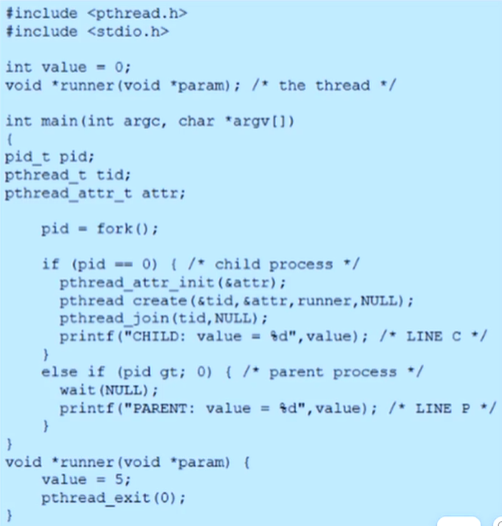 #include <pthread.h>
#include <stdio.h>
int value = 0;
void *runner(void *param); /* the thread */
int main(int argc, char *argv[])
{
pid_t pid;
pthread_t tid;
pthread_attr_t attr;
pid = fork();
if (pid == 0) { /* child process */
pthread_attr_init(&attr);
pthread_create(&tid,&attr,runner,NULL);
pthread_join(tid,NULL);
printf("CHILD: value = %d",value); /* LINE C */
}
else if (pid gt; 0) { /* parent process */
wait(NULL);
printf("PARENT: value = %d",value); /* LINE P */
}
}
void *runner(void *param) {
value = 5;
pthread_exit(0);
}